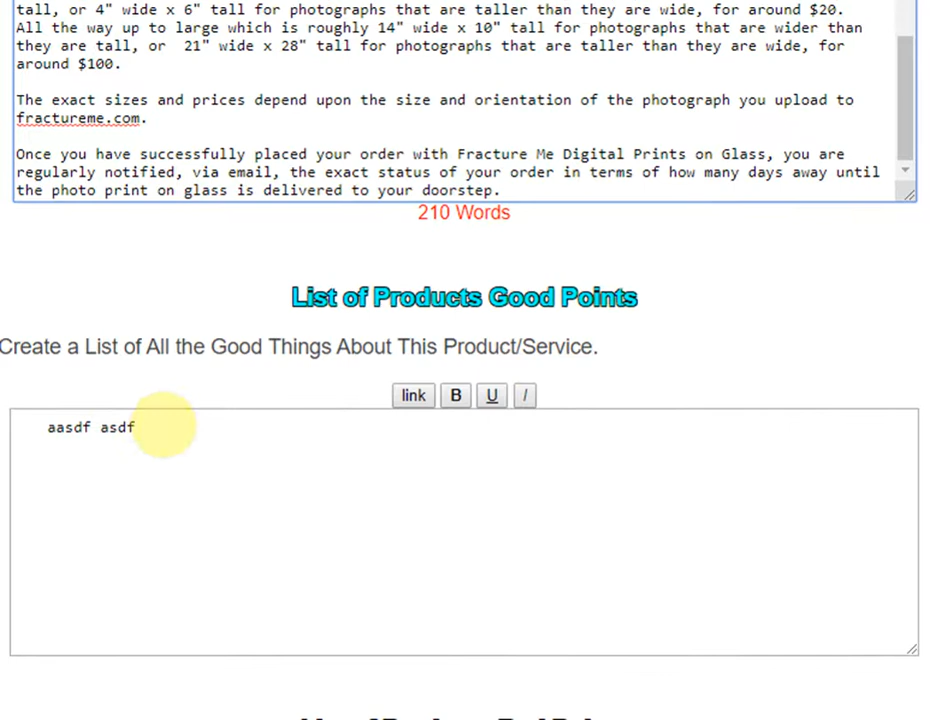 tall, or 4" wide x 6" tall for photographs that are taller than they are wide, for around $20.
All the way up to large which is roughly 14" wide x 10" tall for photographs that are wider than
they are tall, or  21" wide x 28" tall for photographs that are taller than they are wide, for
around $100.
The exact sizes and prices depend upon the size and orientation of the photograph you upload to
fractureme.com.
Once you have successfully placed your order with Fracture Me Digital Prints on Glass, you are
regularly notified, via email, the exact status of your order in terms of how many days away until
the photo print on glass is delivered to your doorstep.
210 Words
List of Products Good Points
Create a List of All the Good Things About This Product/Service.
link B U I
aasdf asdf